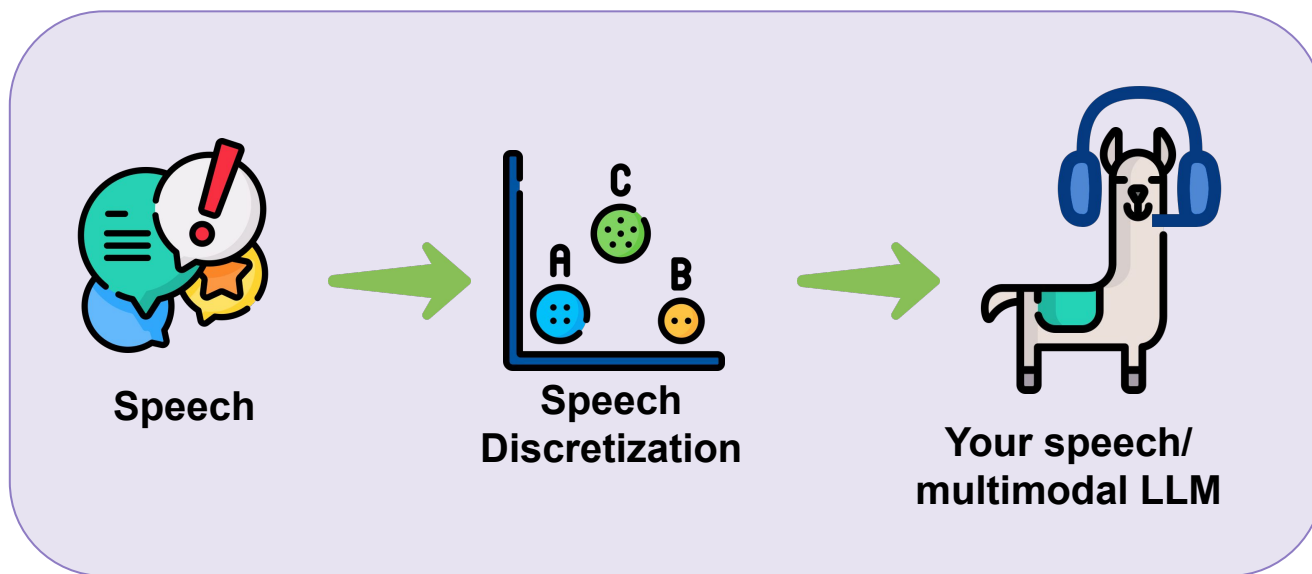 Speech
C
A
B
Speech
Discretization
Your speech/
multimodal LLM